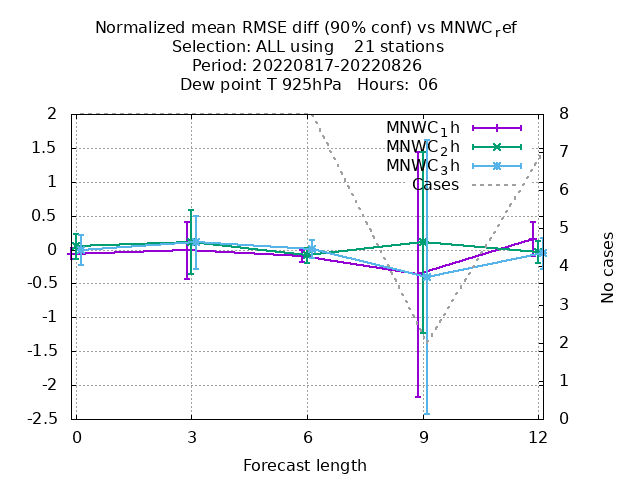 Normalized mean RMSE diff (90% conf) vs MNWC_ref
Selection: ALL using 21 stations
Period: 20220817-20220826
Dew point T 925hPa Hours: 06
MNWC_1h
MNWC_2h
MNWC_3h
Cases
2
1.5
1
0.5
0
-0.5
-1
-1.5
-2
-2.5
8
7
6
5
4
3
2
1
0
No cases
0 3 6 9 12
Forecast length